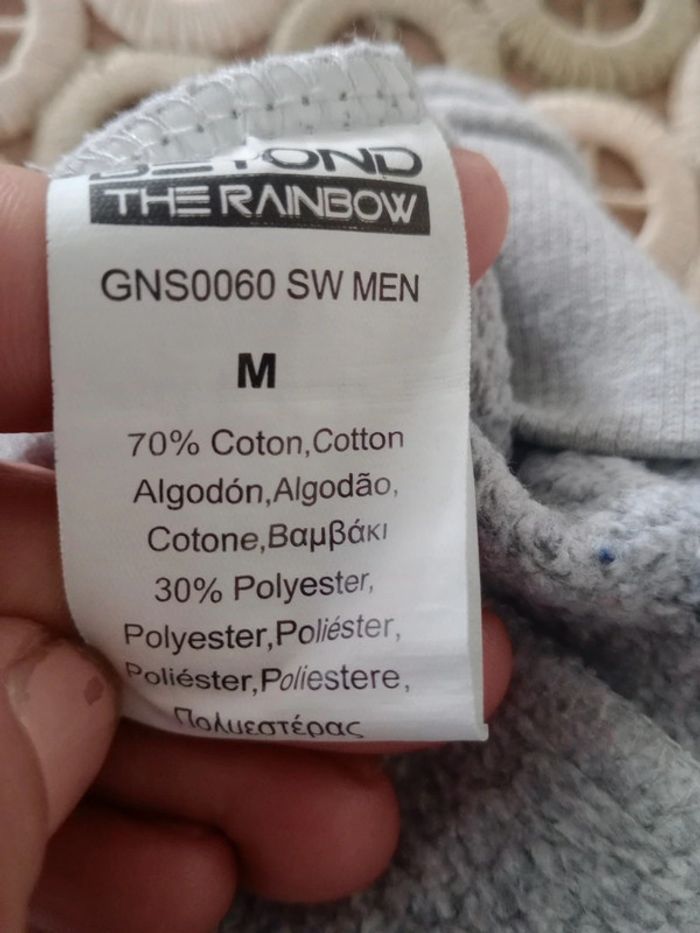 BEYOND
THE RAINBOW
GNS0060 SW MEN
M
70% Coton,Cotton
Algodón,Algodão,
Cotone,Βαμβάκι
30% Polyester,
Polyester,Poliéster,
Poliéster,Poliestere,
Πολυεστέρας